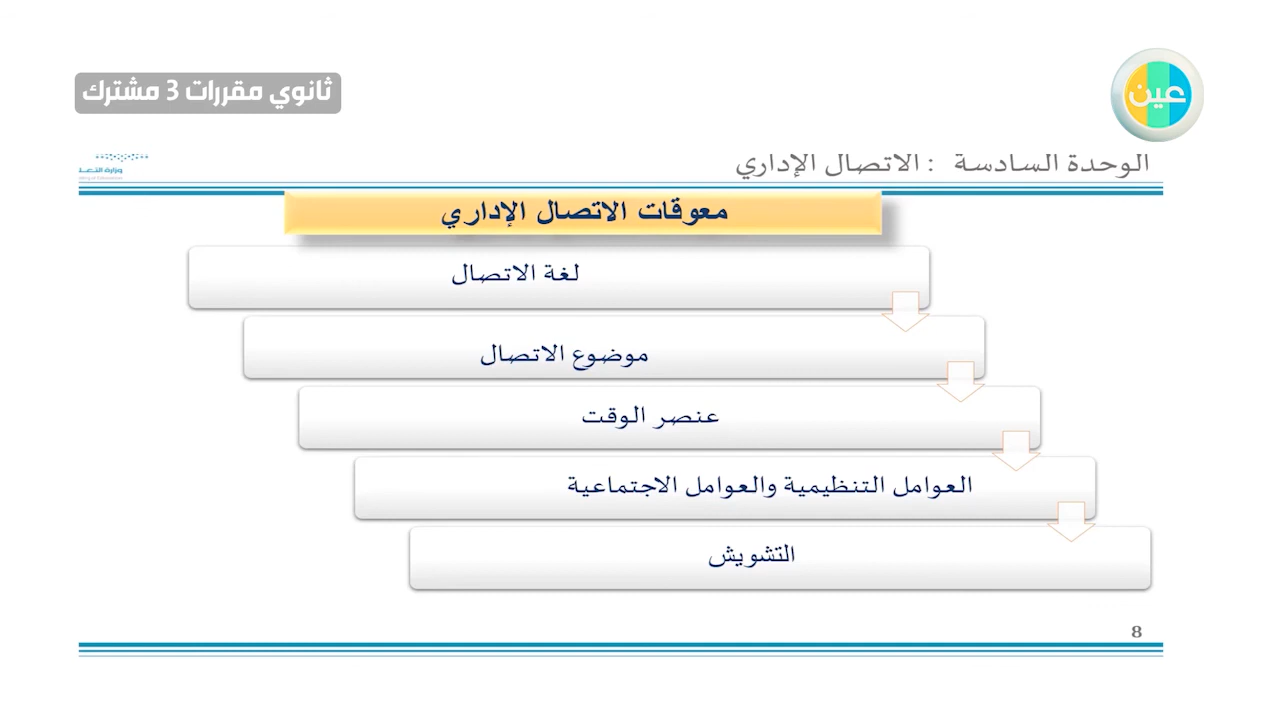 ثانوي مقررات 3 مشترك
عين
الوحدة السادسة : الاتصال الإداري
معوقات الاتصال الإداري
لغة الاتصال
موضوع الاتصال
عنصر الوقت
العوامل التنظيمية والعوامل الاجتماعية
التشويش
8